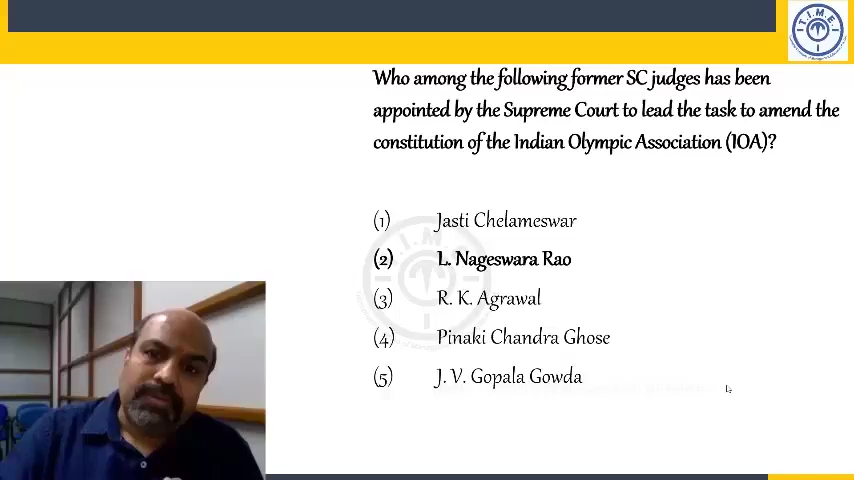 T.I.M.E.
Who among the following former SC judges has been
appointed by the Supreme Court to lead the task to amend the
constitution of the Indian Olympic Association (IOA)?
(1) Jasti Chelameswar
(2) L. Nageswara Rao
(3) R. K. Agrawal
(4) Pinaki Chandra Ghose
(5) J. V. Gopala Gowda